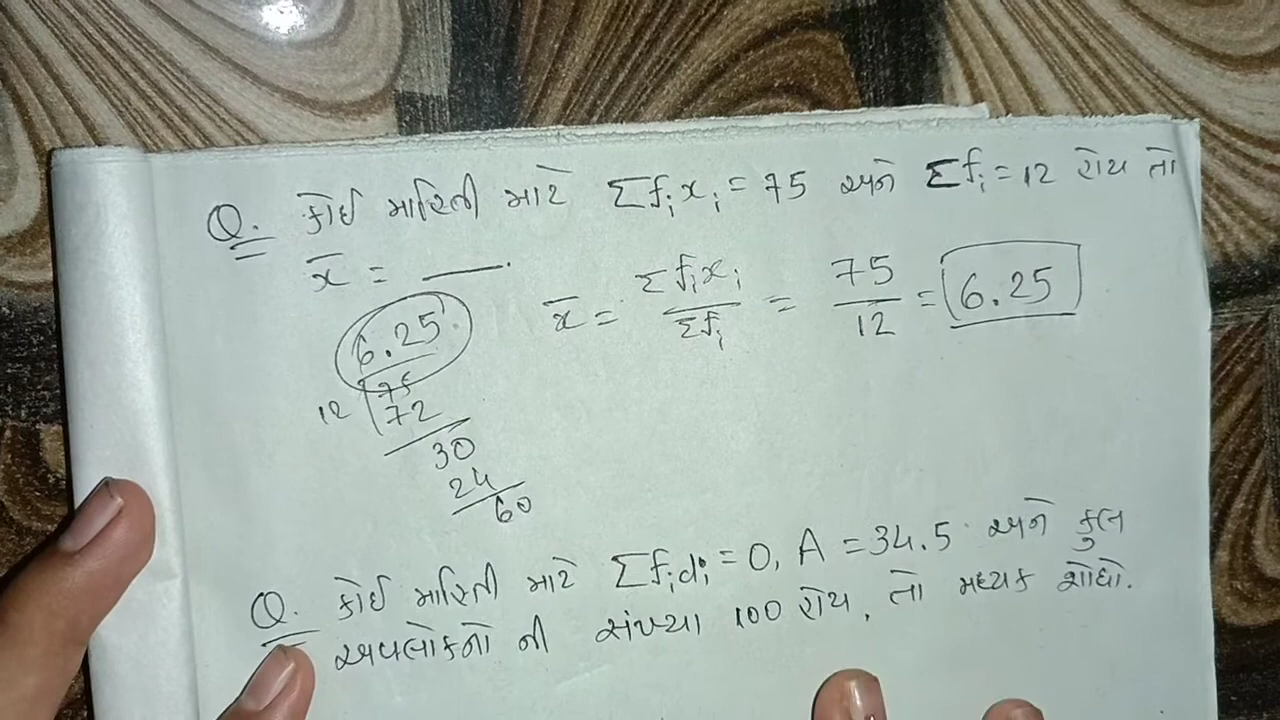 Q. કોઈ માહિતી માટે Σfᵢxᵢ = 75 અને Σfᵢ = 12 હોય તો
x̄ = ___.
x̄ = Σfᵢxᵢ / Σfᵢ = 75 / 12 = 6.25
6.25
12 75
72
30
24
60
Q. કોઈ માહિતી માટે Σfᵢdᵢ = 0, A = 34.5 અને કુલ
અવલોકનો ની સંખ્યા 100 હોય, તો મધ્યક શોધો.